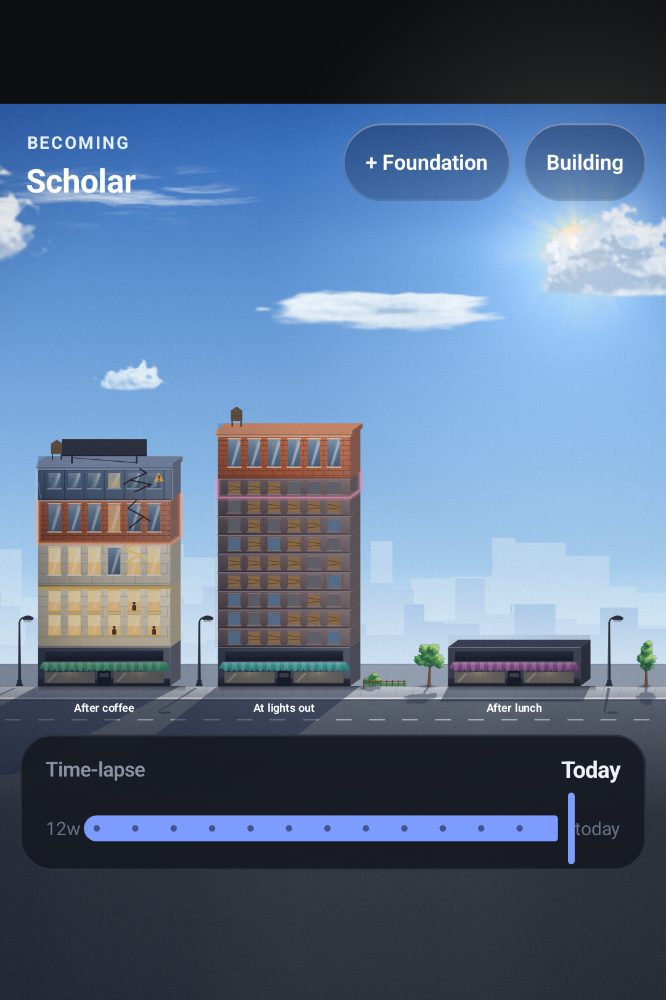 BECOMING
Scholar
+ Foundation
Building
After coffee
At lights out
After lunch
Time-lapse
Today
12w
today